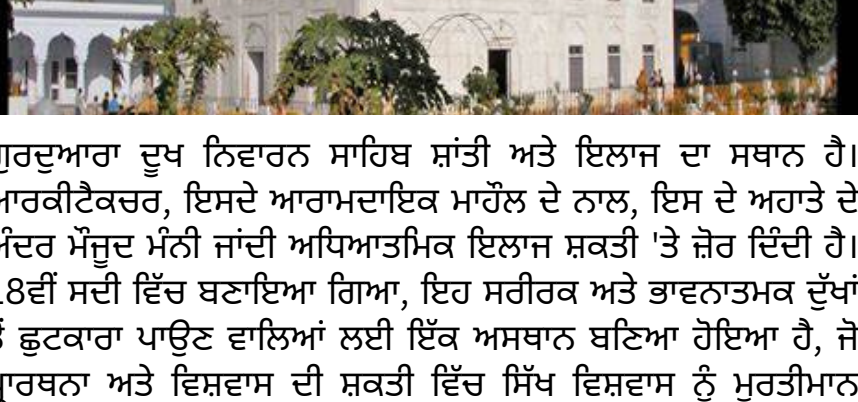 ਗੁਰਦੁਆਰਾ ਦੂਖ ਨਿਵਾਰਨ ਸਾਹਿਬ ਸ਼ਾਂਤੀ ਅਤੇ ਇਲਾਜ ਦਾ ਸਥਾਨ ਹੈ।
ਆਰਕੀਟੈਕਚਰ, ਇਸਦੇ ਆਰਾਮਦਾਇਕ ਮਾਹੌਲ ਦੇ ਨਾਲ, ਇਸ ਦੇ ਅਹਾਤੇ ਦੇ
ਅੰਦਰ ਮੌਜੂਦ ਮੰਨੀ ਜਾਂਦੀ ਅਧਿਆਤਮਿਕ ਇਲਾਜ ਸ਼ਕਤੀ 'ਤੇ ਜ਼ੋਰ ਦਿੰਦੀ ਹੈ।
18ਵੀਂ ਸਦੀ ਵਿੱਚ ਬਣਾਇਆ ਗਿਆ, ਇਹ ਸਰੀਰਕ ਅਤੇ ਭਾਵਨਾਤਮਕ ਦੁੱਖਾਂ
ਤੋਂ ਛੁਟਕਾਰਾ ਪਾਉਣ ਵਾਲਿਆਂ ਲਈ ਇੱਕ ਅਸਥਾਨ ਬਣਿਆ ਹੋਇਆ ਹੈ, ਜੋ
ਪ੍ਰਾਰਥਨਾ ਅਤੇ ਵਿਸ਼ਵਾਸ ਦੀ ਸ਼ਕਤੀ ਵਿੱਚ ਸਿੱਖ ਵਿਸ਼ਵਾਸ ਨੂੰ ਮੂਰਤੀਮਾਨ